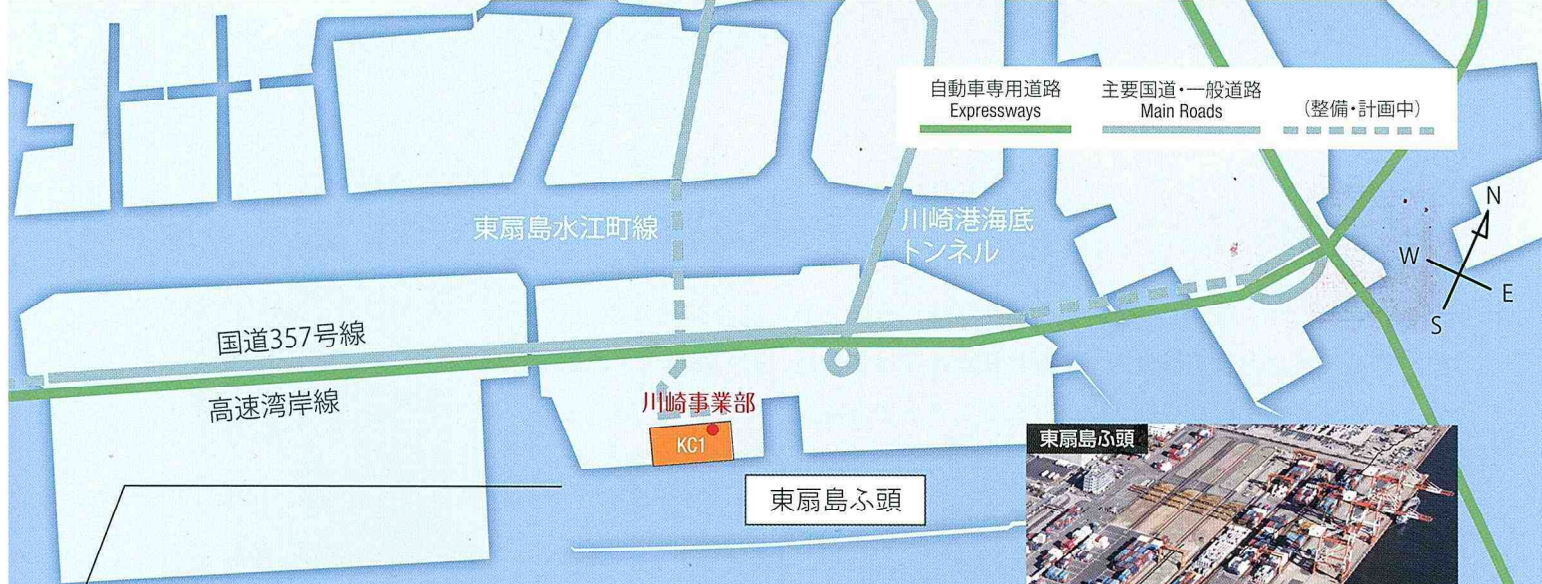 自動車専用道路
Expressways
主要国道・一般道路
Main Roads
(整備・計画中)
東扇島水江町線
川崎港海底
トンネル
N
W
E
S
国道357号線
高速湾岸線
川崎事業部
KC1
東扇島ふ頭
東扇島ふ頭